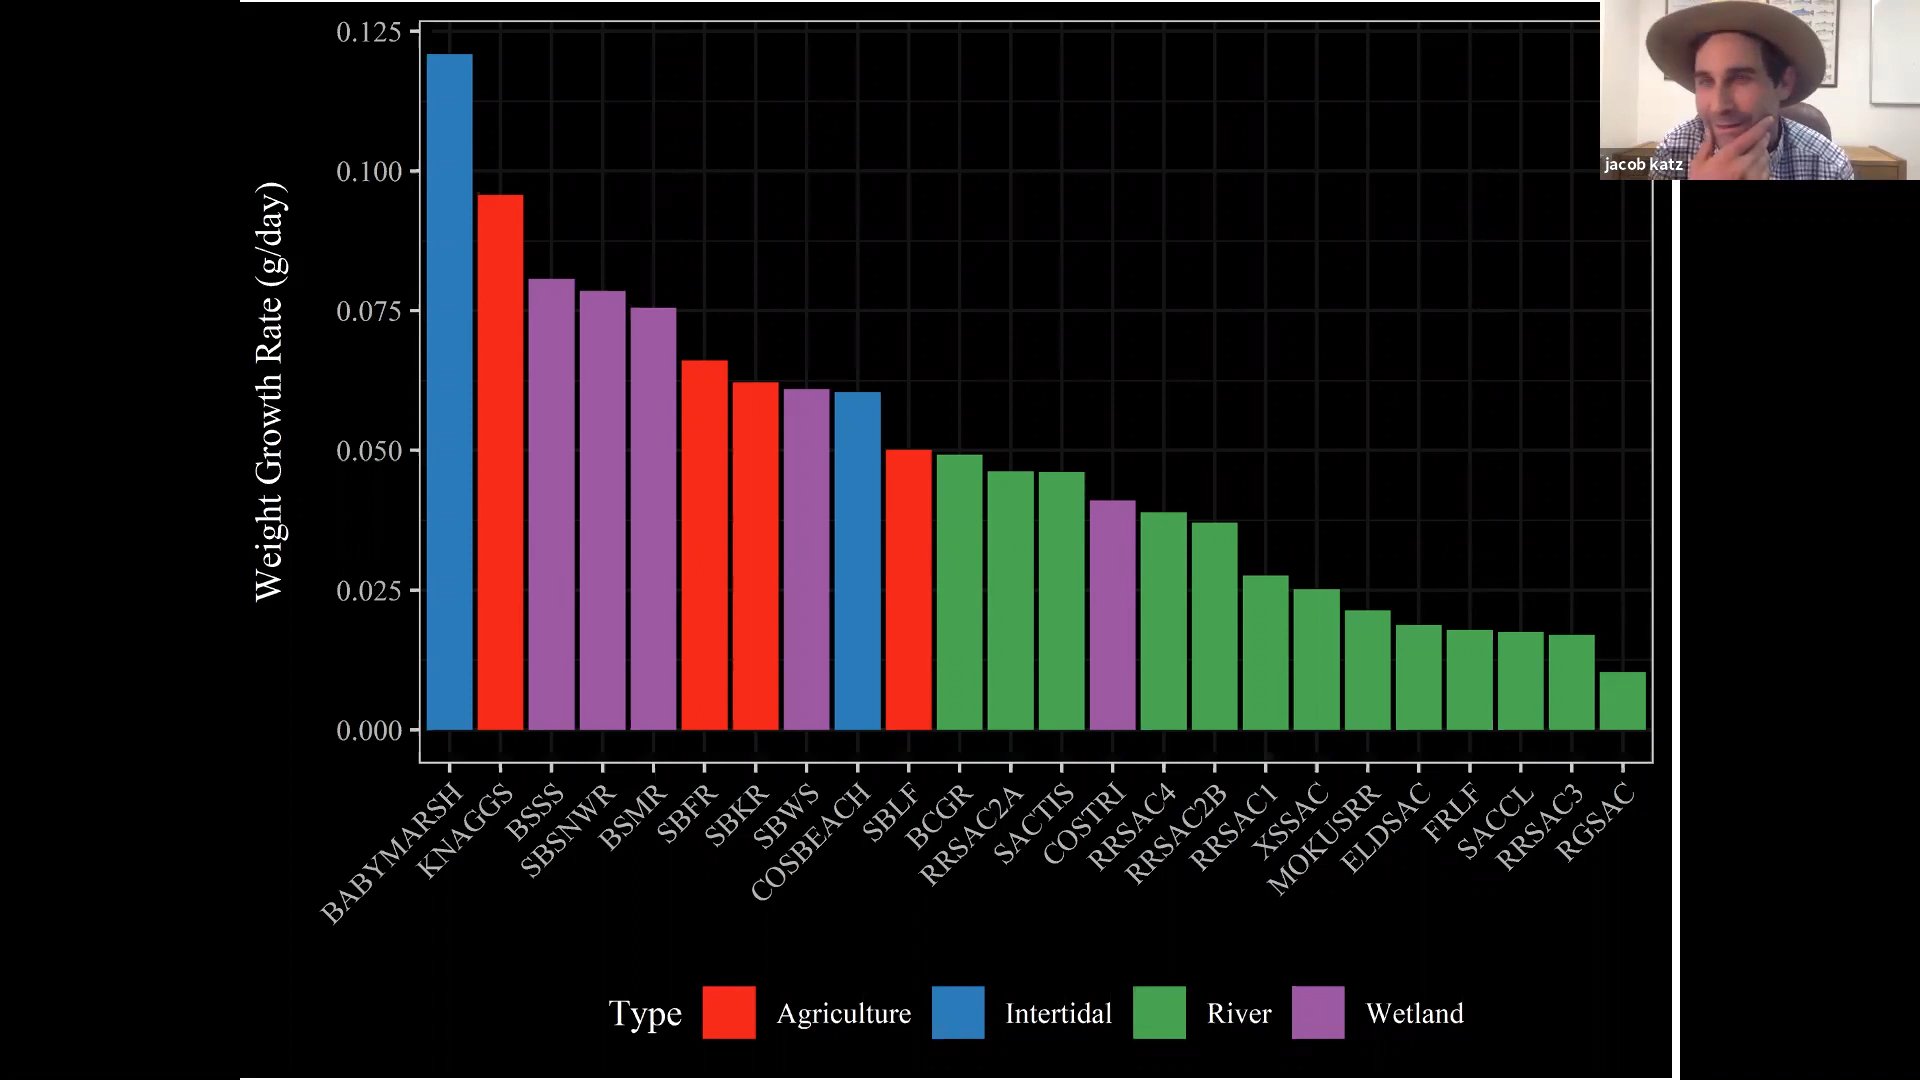 jacob katz
Weight Growth Rate (g/day)
0.125
0.100
0.075
0.050
0.025
0.000
BABYMARSH
KNAGGS
BSSS
SBSNWR
BSMR
SBFR
SBKR
SBWS
COSBEACH
SBLF
BCGR
RRSAC2A
SACTIS
COSTRI
RRSAC4
RRSAC2B
RRSAC1
XSSAC
MOKUSRR
ELDSAC
FRLF
SACCL
RRSAC3
RGSAC
Type Agriculture Intertidal River Wetland